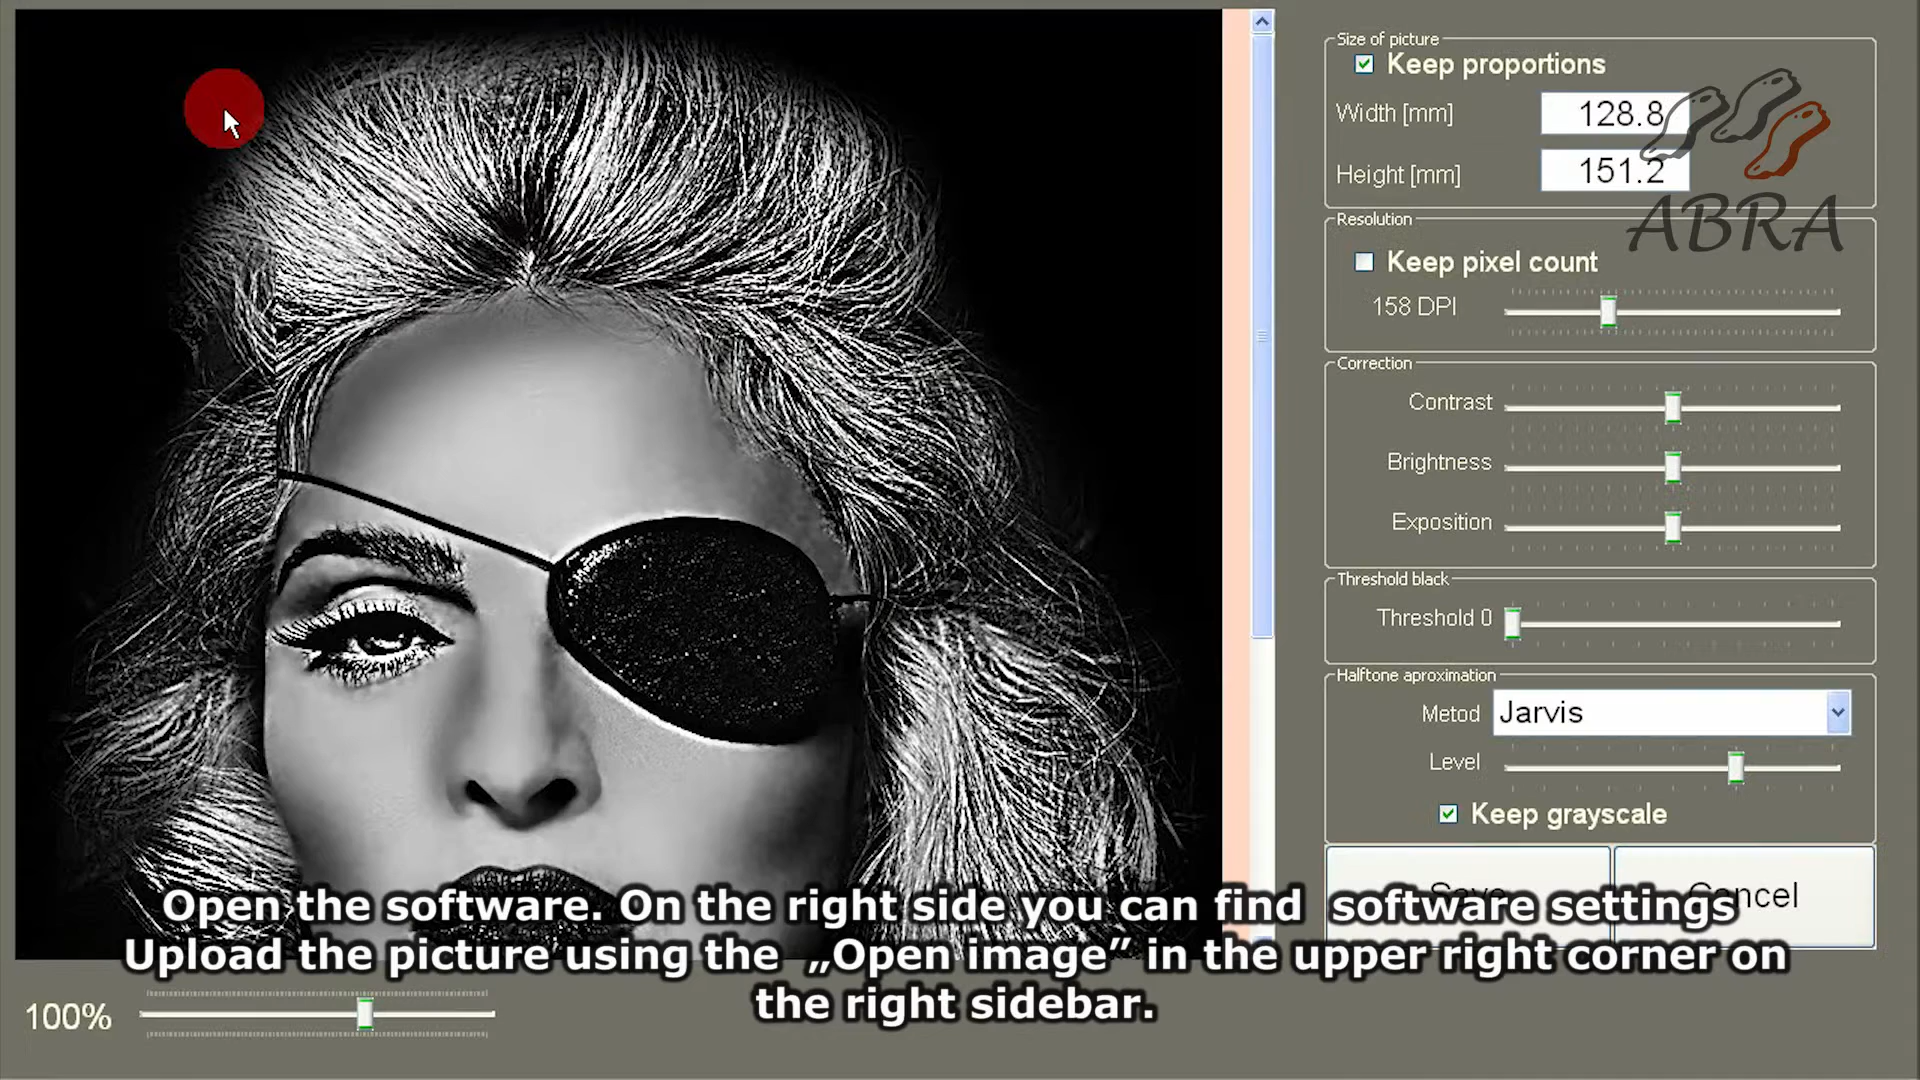 Size of picture
Keep proportions
Width [mm] 128.8
Height [mm] 151.2
ABRA
Resolution
Keep pixel count
158 DPI
Correction
Contrast
Brightness
Exposition
Threshold black
Threshold 0
Halftone aproximation
Metod Jarvis
Level
Keep grayscale
Save Cancel
Open the software. On the right side you can find software settings
Upload the picture using the „Open image” in the upper right corner on
the right sidebar.
100%